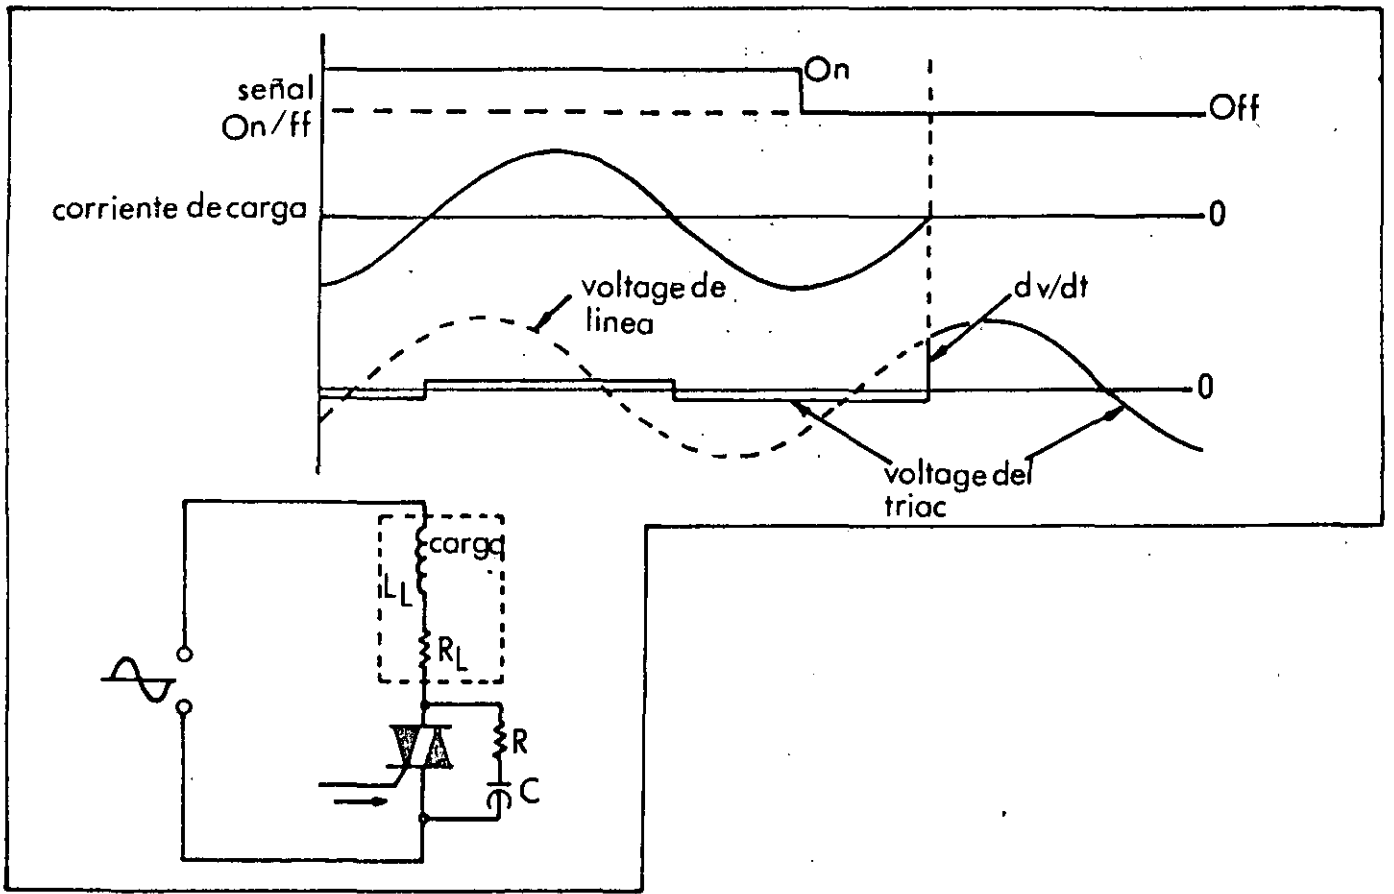 On
señal
On/ff
Off
corriente de carga
0
voltage de
linea
dv/dt
0
voltage del
triac
carga
LL
RL
R
C